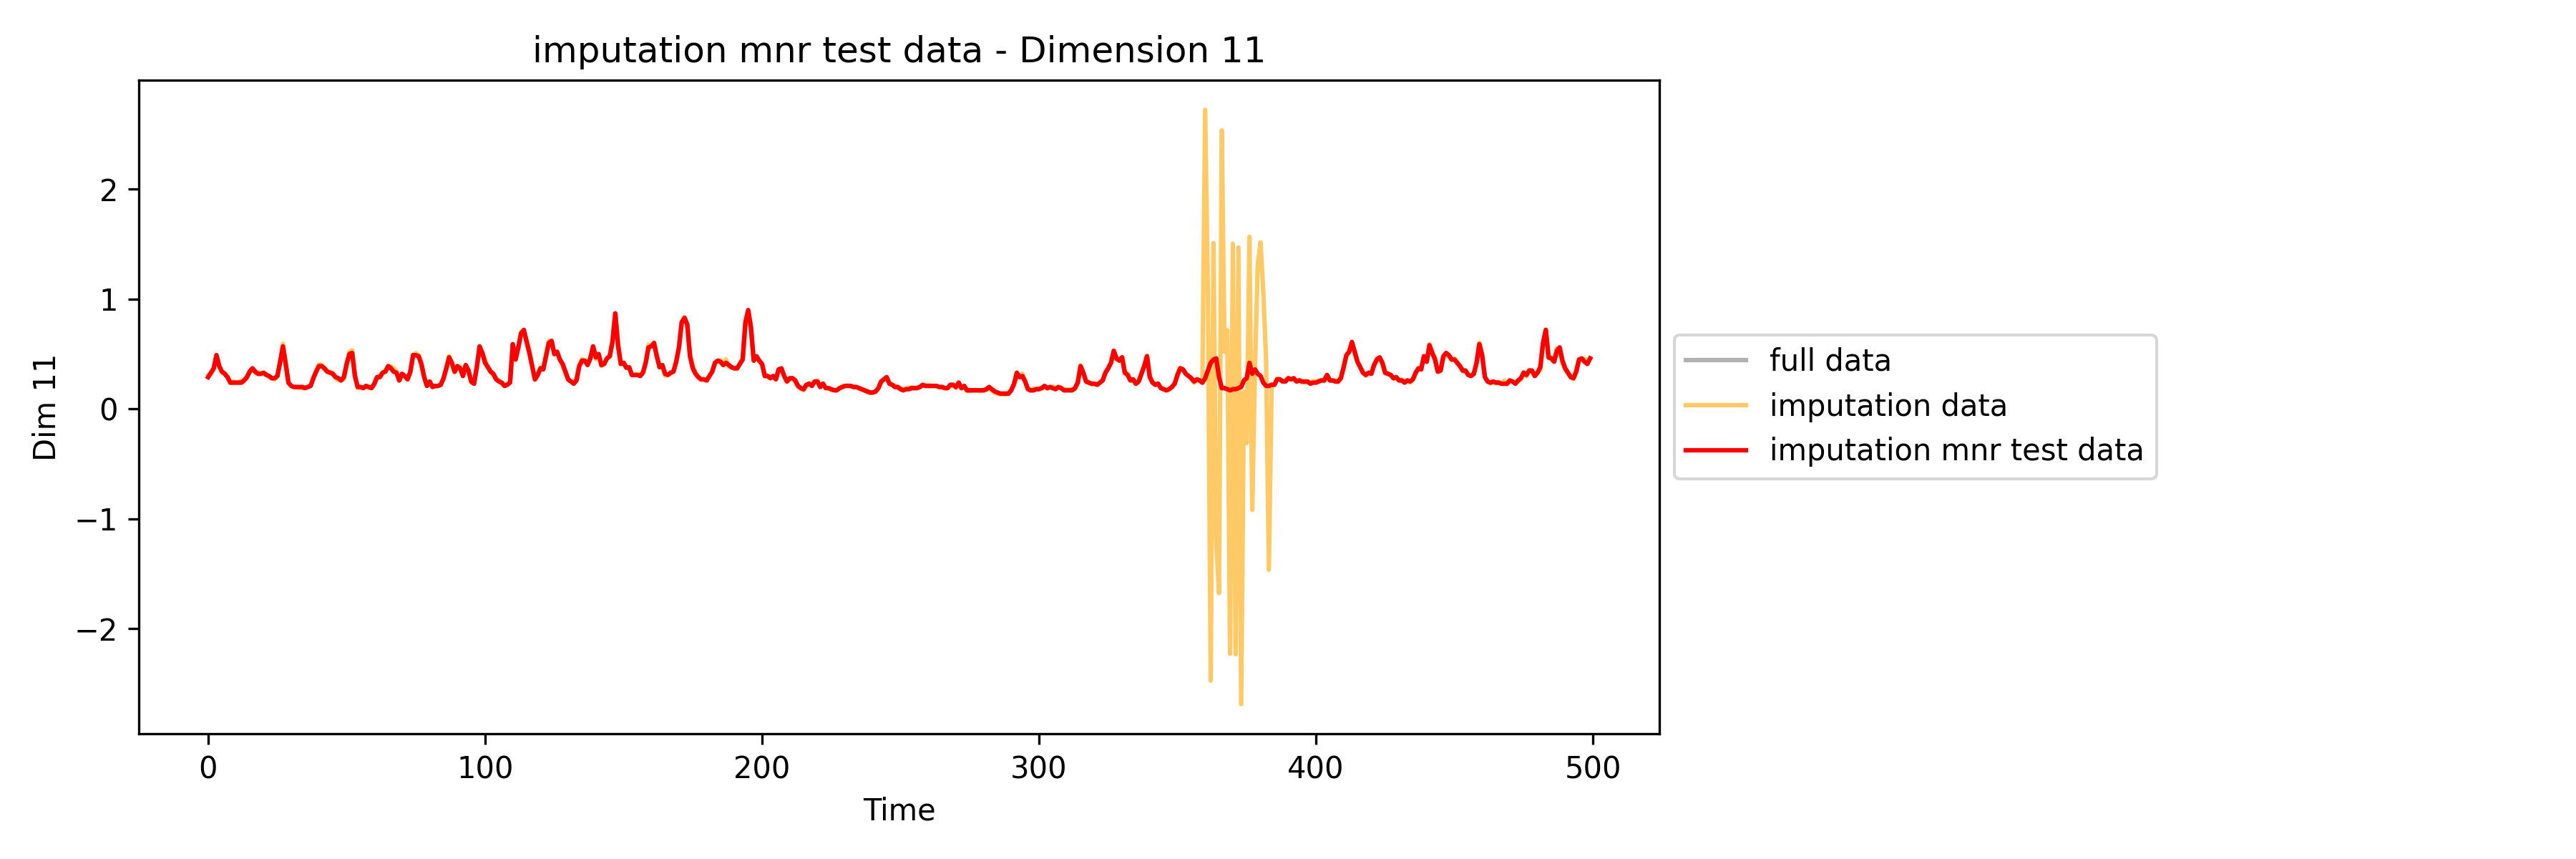 imputation mnr test data - Dimension 11
2
1
0
−1
−2
Dim 11
0 100 200 300 400 500
Time
full data
imputation data
imputation mnr test data